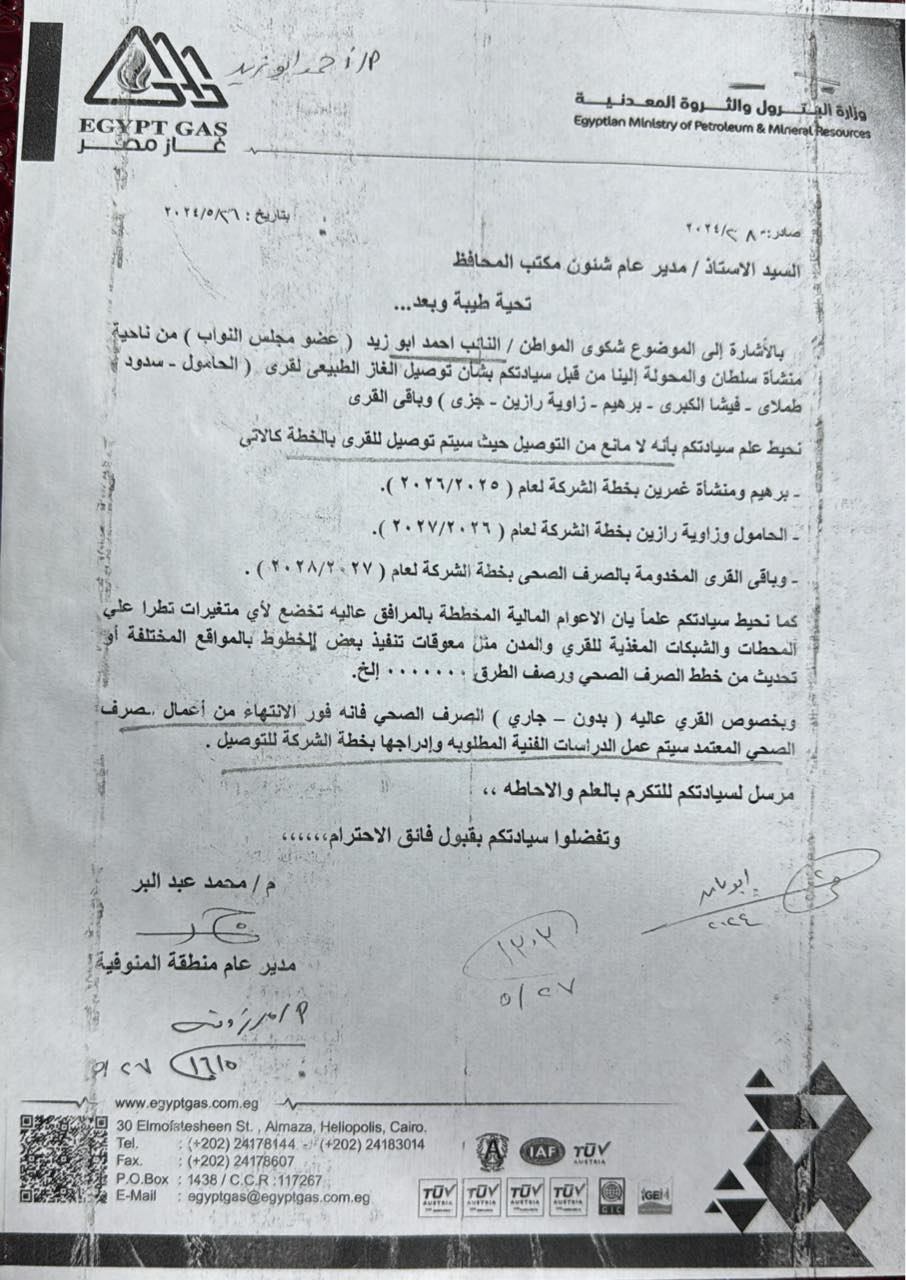 م/ أحمد ابو زيد
EGYPT GAS
غاز مصر
وزارة البترول والثروة المعدنية
Egyptian Ministry of Petroleum & Mineral Resources
صادر: ٢٠٢٤/
بتاريخ : ٢٠٢٤/٥/٢٦
السيد الاستاذ / مدير عام شئون مكتب المحافظ
تحية طيبة وبعد...
بالأشارة إلى الموضوع شكوى المواطن / النائب احمد ابو زيد ( عضو مجلس النواب ) من ناحية
منشأة سلطان والمحولة إلينا من قبل سيادتكم بشأن توصيل الغاز الطبيعى لقرى ( الحامول - سدود
طملاى - فيشا الكبرى - برهيم - زاوية رازين - جزى ) وباقى القرى
نحيط علم سيادتكم بأنه لا مانع من التوصيل حيث سيتم توصيل للقرى بالخطة كالاتى
- برهيم ومنشأة غمرين بخطة الشركة لعام ( ٢٠٢٦/٢٠٢٥ ).
- الحامول وزاوية رازين بخطة الشركة لعام ( ٢٠٢٧/٢٠٢٦ ).
- وباقى القرى المخدومة بالصرف الصحى بخطة الشركة لعام ( ٢٠٢٨/٢٠٢٧ ) .
كما نحيط سيادتكم علماً بان الاعوام المالية المخططة بالمرافق عاليه تخضع لأي متغيرات تطرا علي
المحطات والشبكات المغذية للقري والمدن مثل معوقات تنفيذ بعض الخطوط بالمواقع المختلفة أو
تحديث من خطط الصرف الصحي ورصف الطرق ٠٠٠٠٠٠٠ إلخ.
وبخصوص القري عاليه ( بدون – جاري ) الصرف الصحي فانه فور الانتهاء من أعمال صرف
الصحي المعتمد سيتم عمل الدراسات الفنية المطلوبه وإدراجها بخطة الشركة للتوصيل .
مرسل لسيادتكم للتكرم بالعلم والاحاطه ،،
وتفضلوا سيادتكم بقبول فائق الاحترام،،،،،،
م / محمد عبد البر
مدير عام منطقة المنوفية
٢٠٢٤
١٣٠٢
٥/٢٧
١٦١٥
٥/٢٧
www.egyptgas.com.eg
30 Elmofatesheen St. , Almaza, Heliopolis, Cairo.
Tel. : (+202) 24178144 - (+202) 24183014
Fax. : (+202) 24178607
P.O.Box : 1438 / C.C.R :117267
E-Mail : egyptgas@egyptgas.com.eg
IAF
TÜV
AUSTRIA
TÜV
AUSTRIA
TÜV
AUSTRIA
TÜV
AUSTRIA
TÜV
AUSTRIA
GIC
IGEM